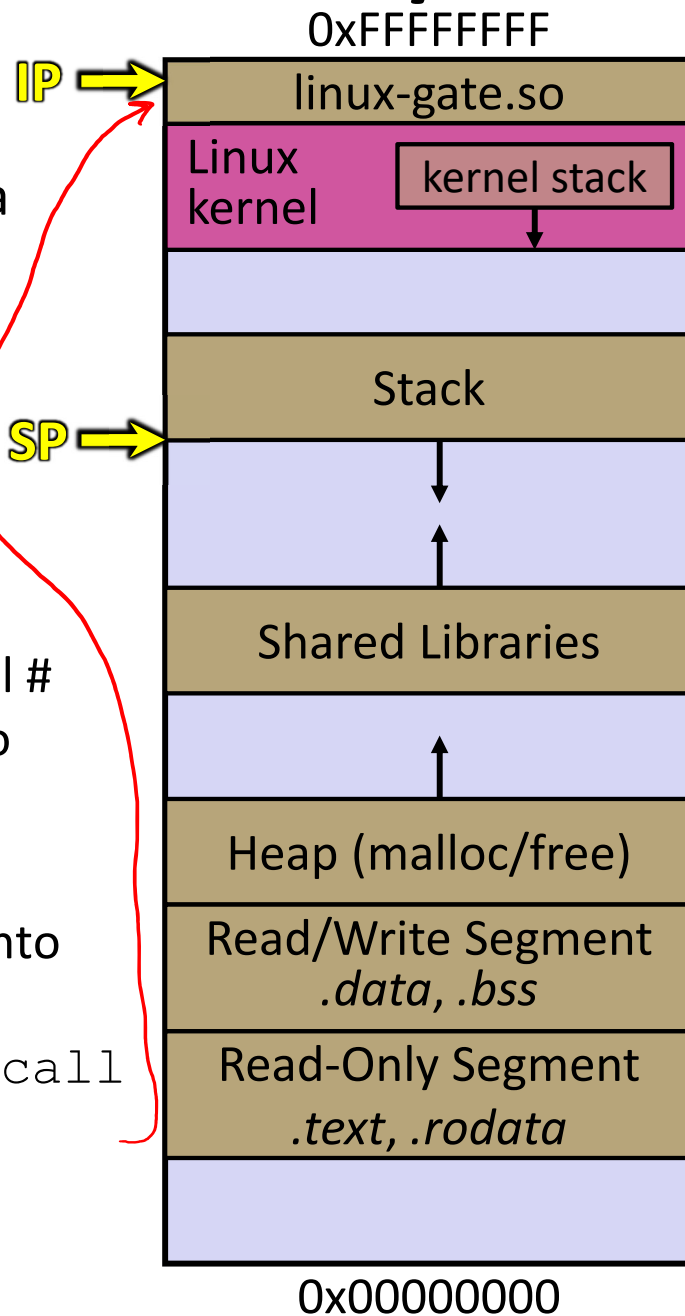 0xFFFFFFFF
IP
linux-gate.so
Linux
kernel
kernel stack
Stack
SP
Shared Libraries
l #
Heap (malloc/free)
Read/Write Segment
.data, .bss
call
Read-Only Segment
.text, .rodata
0x00000000